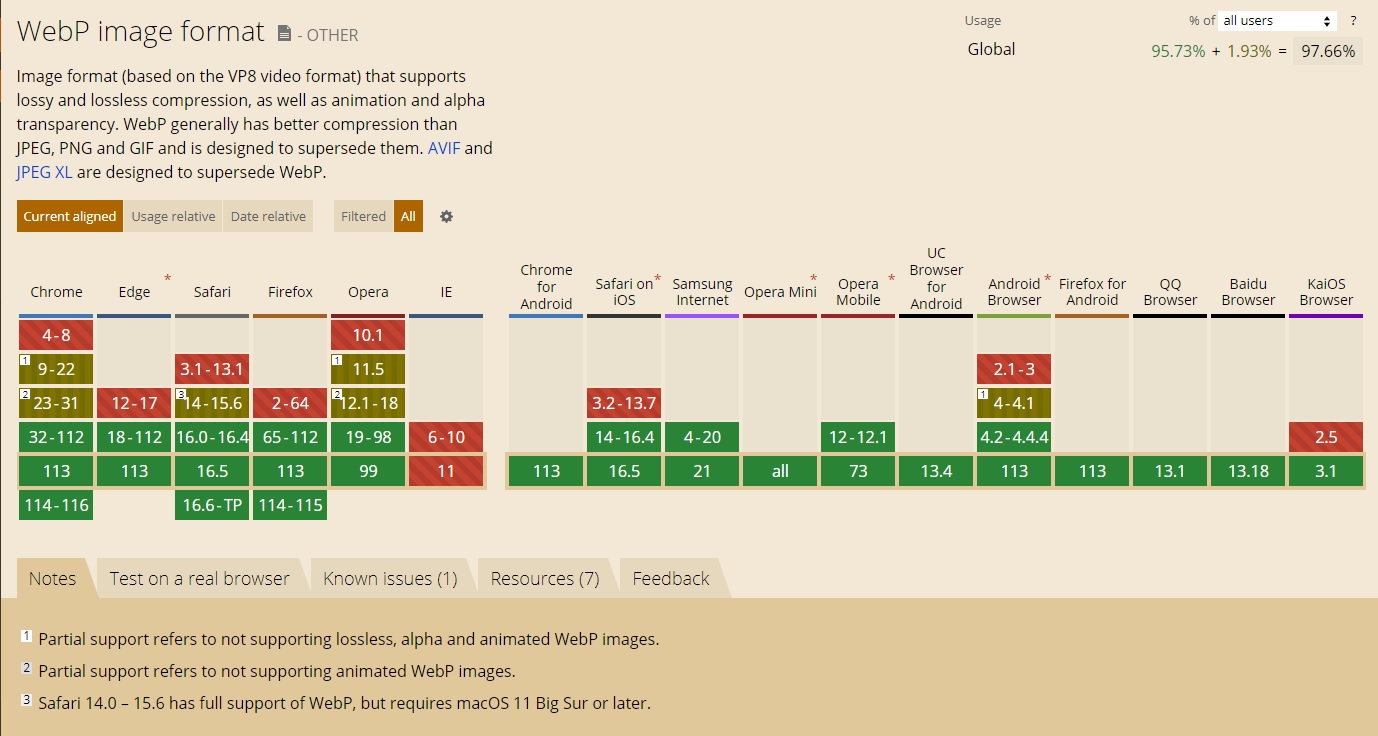 WebP image format - OTHER
Usage % of all users ?
Global 95.73% + 1.93% = 97.66%
Image format (based on the VP8 video format) that supports
lossy and lossless compression, as well as animation and alpha
transparency. WebP generally has better compression than
JPEG, PNG and GIF and is designed to supersede them. AVIF and
JPEG XL are designed to supersede WebP.
Current aligned Usage relative Date relative Filtered All
Chrome Edge * Safari Firefox Opera IE
Chrome for Android Safari on iOS * Samsung Internet Opera Mini * Opera Mobile * UC Browser for Android Android Browser * Firefox for Android QQ Browser Baidu Browser KaiOS Browser
4-8 10.1
1 9-22 3.1-13.1 1 11.5 2.1-3
2 23-31 12-17 3 14-15.6 2-64 2 12.1-18 3.2-13.7 1 4-4.1
32-112 18-112 16.0-16.4 65-112 19-98 6-10 14-16.4 4-20 12-12.1 4.2-4.4.4 2.5
113 113 16.5 113 99 11 113 16.5 21 all 73 13.4 113 113 13.1 13.18 3.1
114-116 16.6-TP 114-115
Notes Test on a real browser Known issues (1) Resources (7) Feedback
1 Partial support refers to not supporting lossless, alpha and animated WebP images.
2 Partial support refers to not supporting animated WebP images.
3 Safari 14.0 – 15.6 has full support of WebP, but requires macOS 11 Big Sur or later.